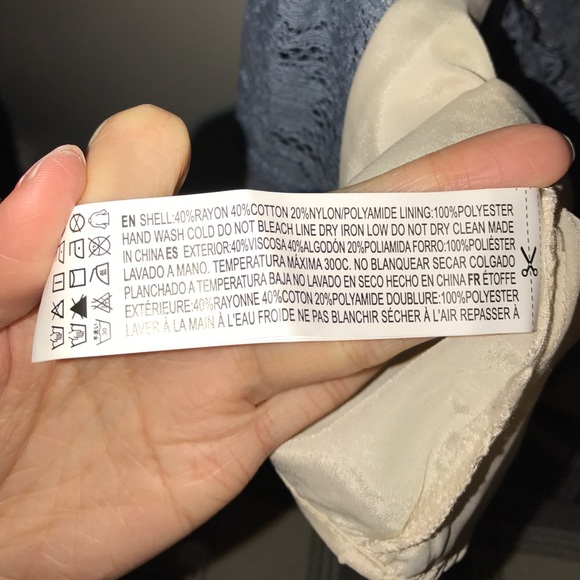 EN SHELL:40%RAYON 40%COTTON 20%NYLON/POLYAMIDE LINING:100%POLYESTER
HAND WASH COLD DO NOT BLEACH LINE DRY IRON LOW DO NOT DRY CLEAN MADE
IN CHINA ES EXTERIOR:40%VISCOSA 40%ALGODÓN 20%POLIAMIDA FORRO:100%POLIÉSTER
LAVADO A MANO. TEMPERATURA MÁXIMA 30OC. NO BLANQUEAR SECAR COLGADO
PLANCHADO A TEMPERATURA BAJA NO LAVADO EN SECO HECHO EN CHINA FR ÉTOFFE
EXTÉRIEURE:40%RAYONNE 40%COTON 20%POLYAMIDE DOUBLURE:100%POLYESTER
LAVER À LA MAIN À L'EAU FROIDE NE PAS BLANCHIR SÉCHER À L'AIR REPASSER À